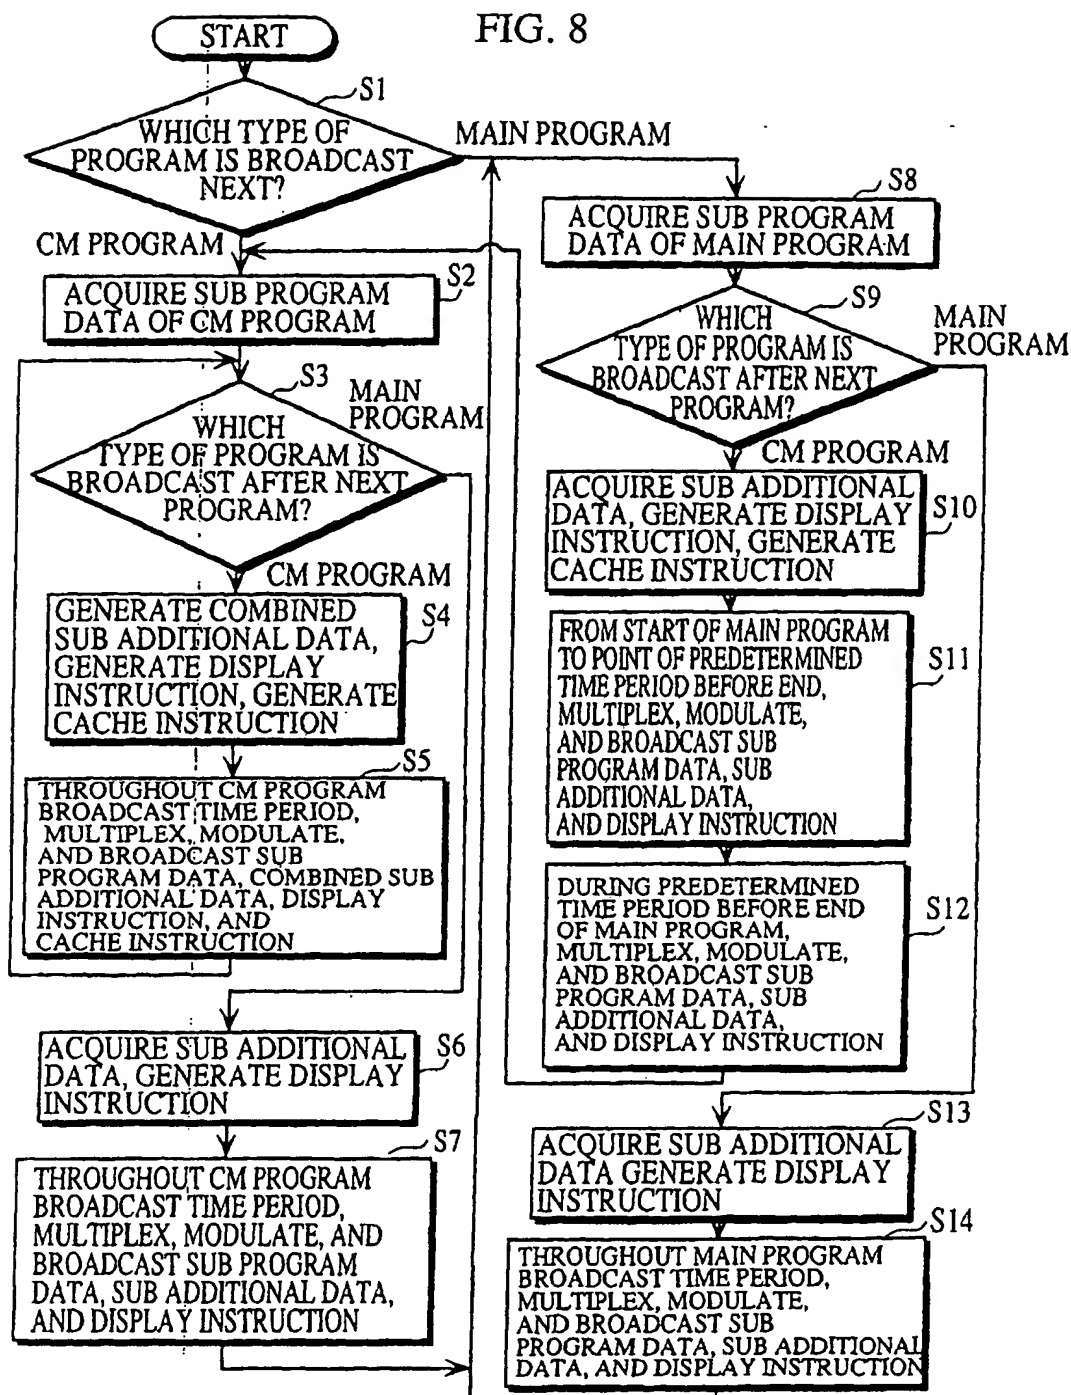 FIG. 8
START
S1
WHICH TYPE OF
PROGRAM IS BROADCAST
NEXT?
MAIN PROGRAM
CM PROGRAM
S2
ACQUIRE SUB PROGRAM
DATA OF CM PROGRAM
S3
MAIN
PROGRAM
WHICH
TYPE OF PROGRAM IS
BROADCAST AFTER NEXT
PROGRAM?
CM PROGRAM
S4
GENERATE COMBINED
SUB ADDITIONAL DATA,
GENERATE DISPLAY
INSTRUCTION, GENERATE
CACHE INSTRUCTION
S5
THROUGHOUT CM PROGRAM
BROADCAST TIME PERIOD,
MULTIPLEX, MODULATE,
AND BROADCAST SUB
PROGRAM DATA, COMBINED SUB
ADDITIONAL DATA, DISPLAY
INSTRUCTION, AND
CACHE INSTRUCTION
S6
ACQUIRE SUB ADDITIONAL
DATA, GENERATE DISPLAY
INSTRUCTION
S7
THROUGHOUT CM PROGRAM
BROADCAST TIME PERIOD,
MULTIPLEX, MODULATE, AND
BROADCAST SUB PROGRAM
DATA, SUB ADDITIONAL DATA,
AND DISPLAY INSTRUCTION
S8
ACQUIRE SUB PROGRAM
DATA OF MAIN PROGRAM
S9
WHICH
TYPE OF PROGRAM IS
BROADCAST AFTER NEXT
PROGRAM?
MAIN
PROGRAM
CM PROGRAM
S10
ACQUIRE SUB ADDITIONAL
DATA, GENERATE DISPLAY
INSTRUCTION, GENERATE
CACHE INSTRUCTION
S11
FROM START OF MAIN PROGRAM
TO POINT OF PREDETERMINED
TIME PERIOD BEFORE END,
MULTIPLEX, MODULATE,
AND BROADCAST SUB
PROGRAM DATA, SUB
ADDITIONAL DATA,
AND DISPLAY INSTRUCTION
S12
DURING PREDETERMINED
TIME PERIOD BEFORE END
OF MAIN PROGRAM,
MULTIPLEX, MODULATE,
AND BROADCAST SUB
PROGRAM DATA, SUB
ADDITIONAL DATA,
AND DISPLAY INSTRUCTION
S13
ACQUIRE SUB ADDITIONAL
DATA GENERATE DISPLAY
INSTRUCTION
S14
THROUGHOUT MAIN PROGRAM
BROADCAST TIME PERIOD,
MULTIPLEX, MODULATE,
AND BROADCAST SUB
PROGRAM DATA, SUB ADDITIONAL
DATA, AND DISPLAY INSTRUCTION